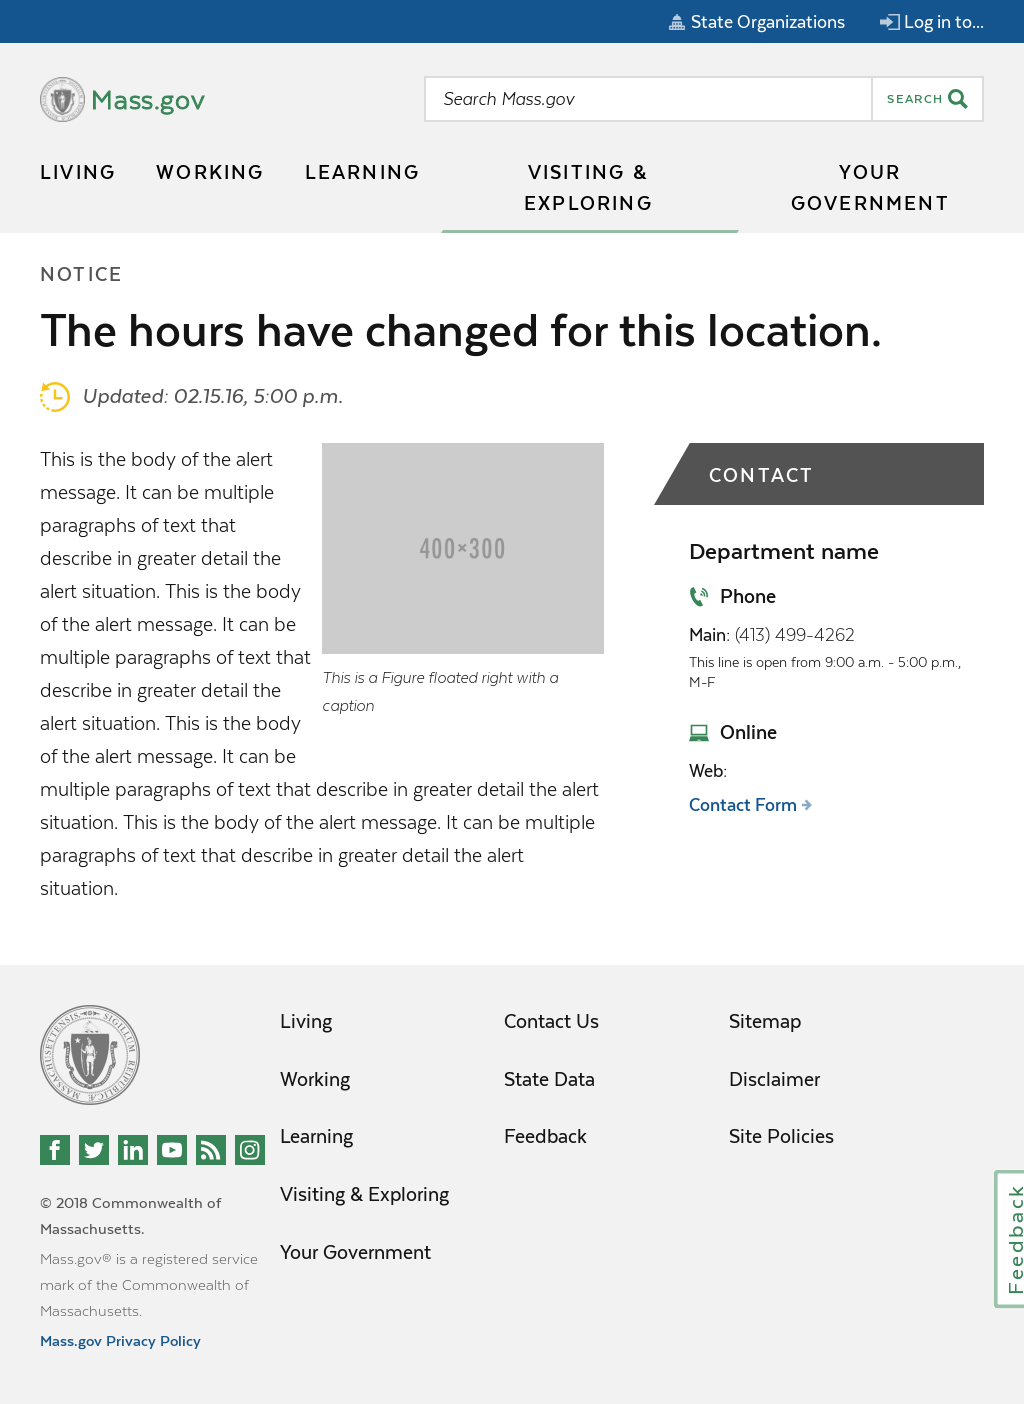 State Organizations
Log in to...
Mass.gov
Search Mass.gov
SEARCH
LIVING
WORKING
LEARNING
VISITING &
EXPLORING
YOUR
GOVERNMENT
NOTICE
The hours have changed for this location.
Updated: 02.15.16, 5:00 p.m.
This is the body of the alert
message. It can be multiple
paragraphs of text that
describe in greater detail the
alert situation. This is the body
of the alert message. It can be
multiple paragraphs of text that
describe in greater detail the
alert situation. This is the body
of the alert message. It can be
multiple paragraphs of text that describe in greater detail the alert
situation. This is the body of the alert message. It can be multiple
paragraphs of text that describe in greater detail the alert
situation.
400×300
This is a Figure floated right with a
caption
CONTACT
Department name
Phone
Main: (413) 499-4262
This line is open from 9:00 a.m. - 5:00 p.m.,
M-F
Online
Web:
Contact Form
Living
Working
Learning
Visiting & Exploring
Your Government
Contact Us
State Data
Feedback
Sitemap
Disclaimer
Site Policies
© 2018 Commonwealth of
Massachusetts.
Mass.gov® is a registered service
mark of the Commonwealth of
Massachusetts.
Mass.gov Privacy Policy
Feedback